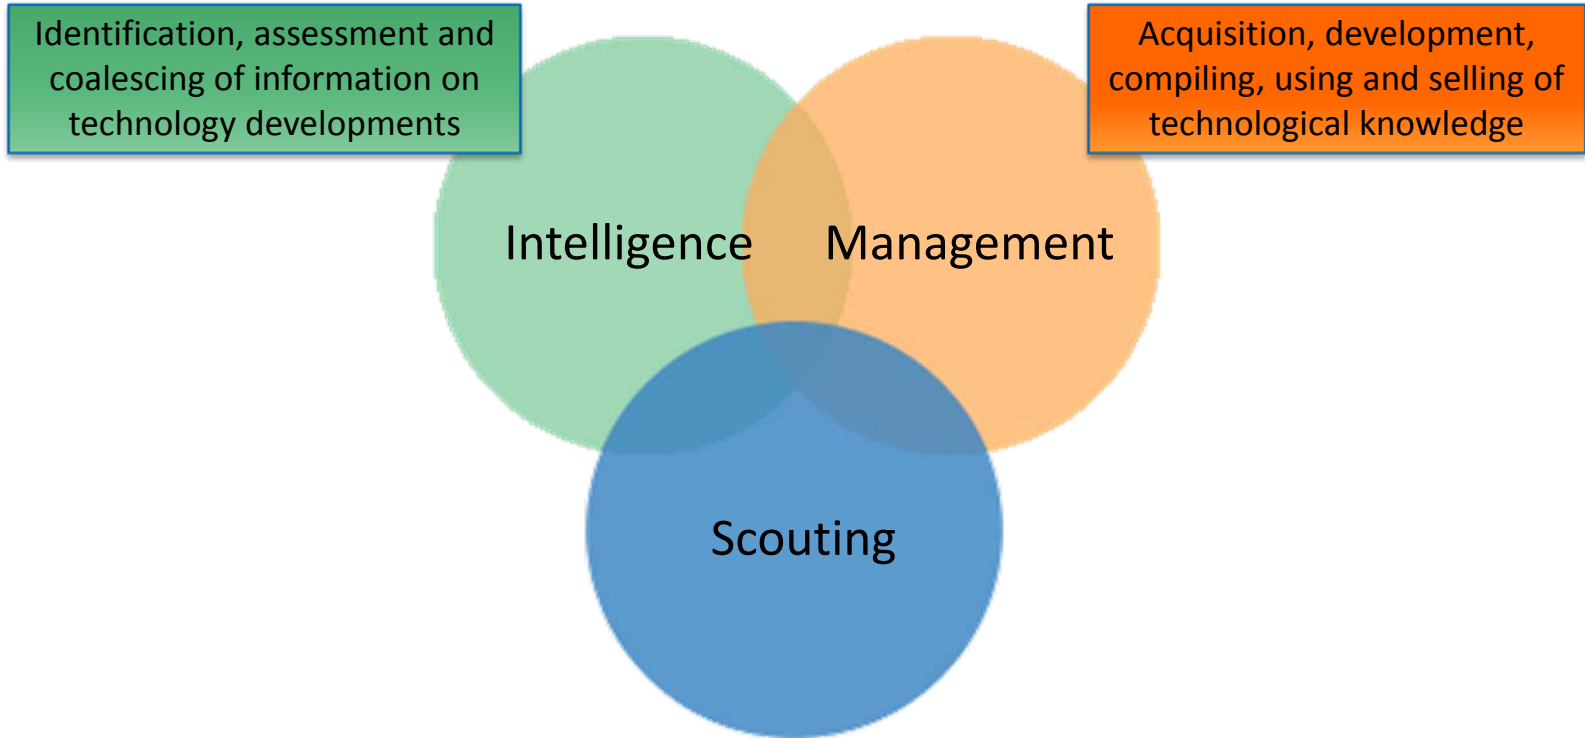 Identification, assessment and
coalescing of information on
technology developments
Acquisition, development,
compiling, using and selling of
technological knowledge
Intelligence
Management
Scouting